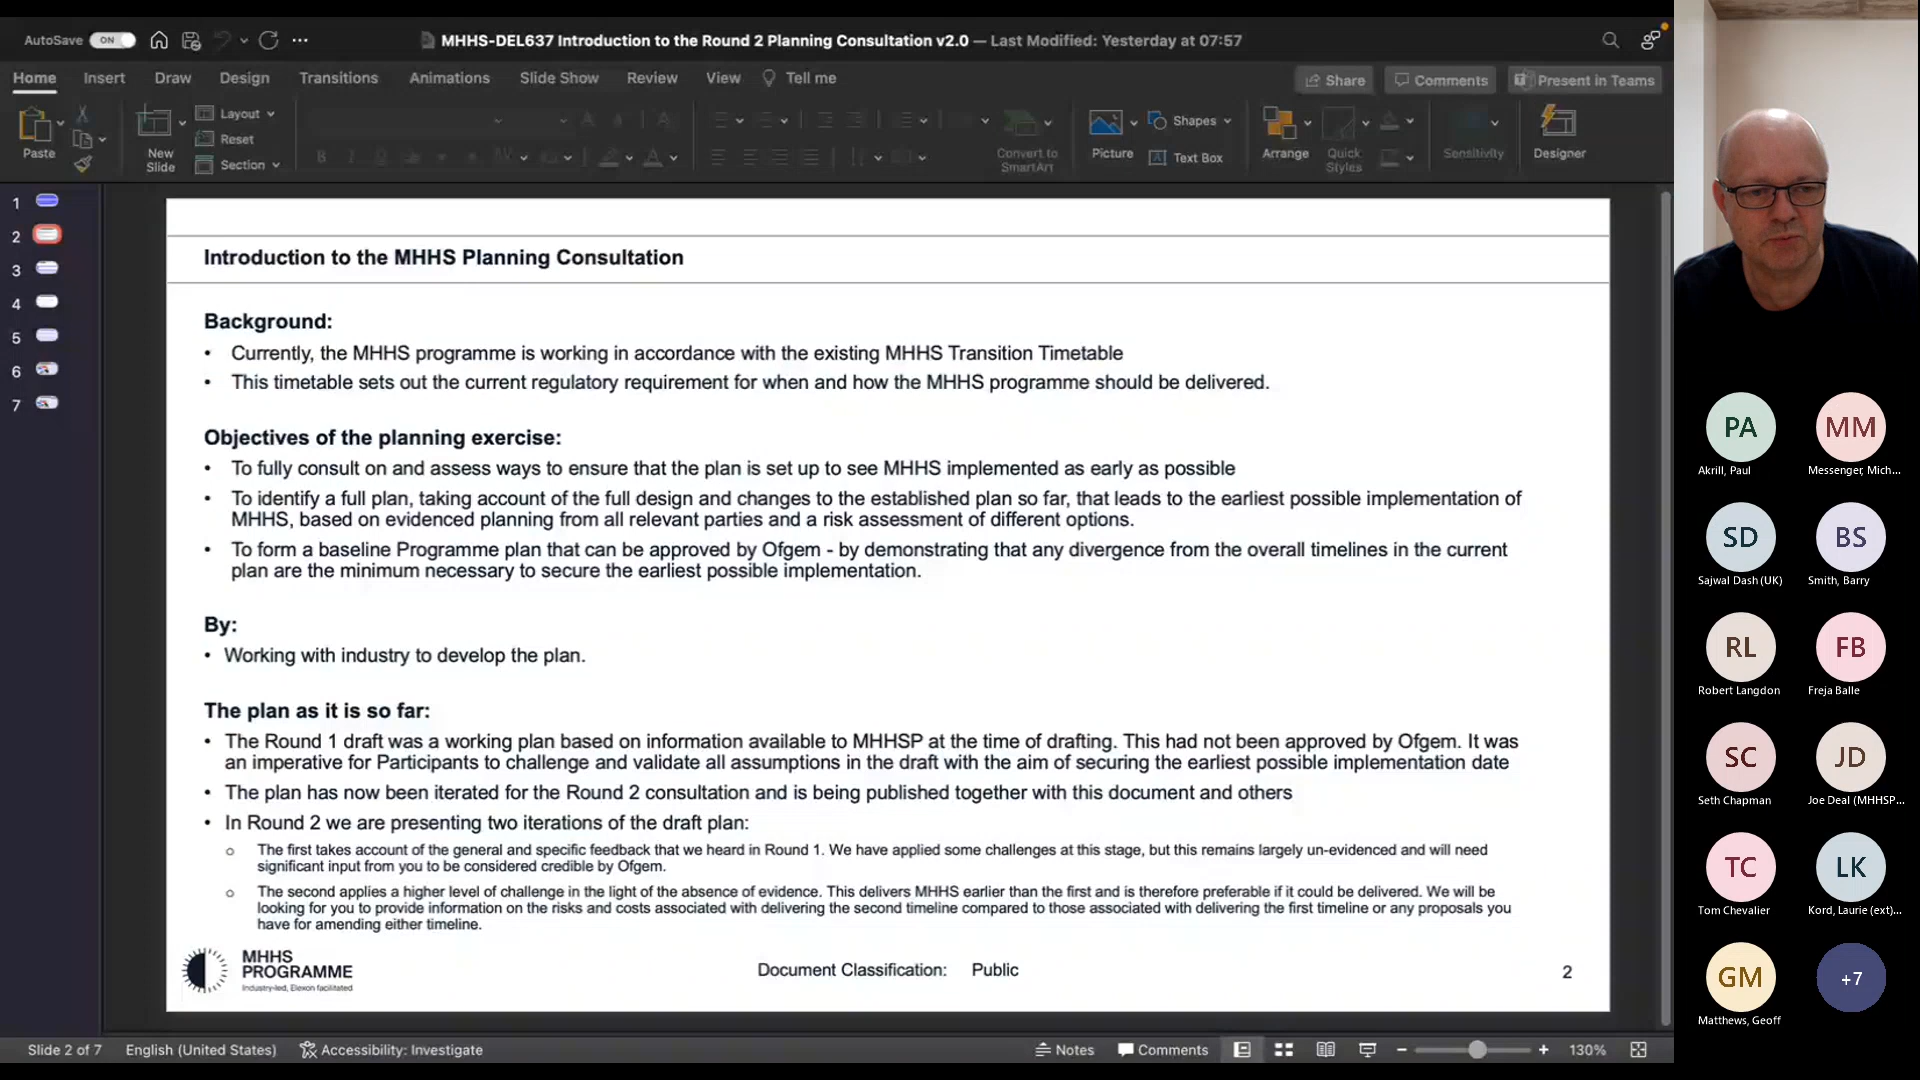 AutoSave ON
MHHS-DEL637 Introduction to the Round 2 Planning Consultation v2.0 — Last Modified: Yesterday at 07:57
Home Insert Draw Design Transitions Animations Slide Show Review View Tell me
Share Comments Present in Teams
Paste
New Slide
Layout
Reset
Section
Convert to SmartArt
Picture
Shapes
Text Box
Arrange
Quick Styles
Sensitivity
Designer
1
2
3
4
5
6
7
Introduction to the MHHS Planning Consultation
Background:
• Currently, the MHHS programme is working in accordance with the existing MHHS Transition Timetable
• This timetable sets out the current regulatory requirement for when and how the MHHS programme should be delivered.
Objectives of the planning exercise:
• To fully consult on and assess ways to ensure that the plan is set up to see MHHS implemented as early as possible
• To identify a full plan, taking account of the full design and changes to the established plan so far, that leads to the earliest possible implementation of
MHHS, based on evidenced planning from all relevant parties and a risk assessment of different options.
• To form a baseline Programme plan that can be approved by Ofgem - by demonstrating that any divergence from the overall timelines in the current
plan are the minimum necessary to secure the earliest possible implementation.
By:
• Working with industry to develop the plan.
The plan as it is so far:
• The Round 1 draft was a working plan based on information available to MHHSP at the time of drafting. This had not been approved by Ofgem. It was
an imperative for Participants to challenge and validate all assumptions in the draft with the aim of securing the earliest possible implementation date
• The plan has now been iterated for the Round 2 consultation and is being published together with this document and others
• In Round 2 we are presenting two iterations of the draft plan:
o The first takes account of the general and specific feedback that we heard in Round 1. We have applied some challenges at this stage, but this remains largely un-evidenced and will need
significant input from you to be considered credible by Ofgem.
o The second applies a higher level of challenge in the light of the absence of evidence. This delivers MHHS earlier than the first and is therefore preferable if it could be delivered. We will be
looking for you to provide information on the risks and costs associated with delivering the second timeline compared to those associated with delivering the first timeline or any proposals you
have for amending either timeline.
MHHS
PROGRAMME
Industry-led, Elexon facilitated
Document Classification: Public
2
Slide 2 of 7 English (United States) Accessibility: Investigate
Notes Comments 130%
PA MM
Akrill, Paul Messenger, Mich...
SD BS
Sajwal Dash (UK) Smith, Barry
RL FB
Robert Langdon Freja Balle
SC JD
Seth Chapman Joe Deal (MHHSP...
TC LK
Tom Chevalier Kord, Laurie (ext)...
GM +7
Matthews, Geoff